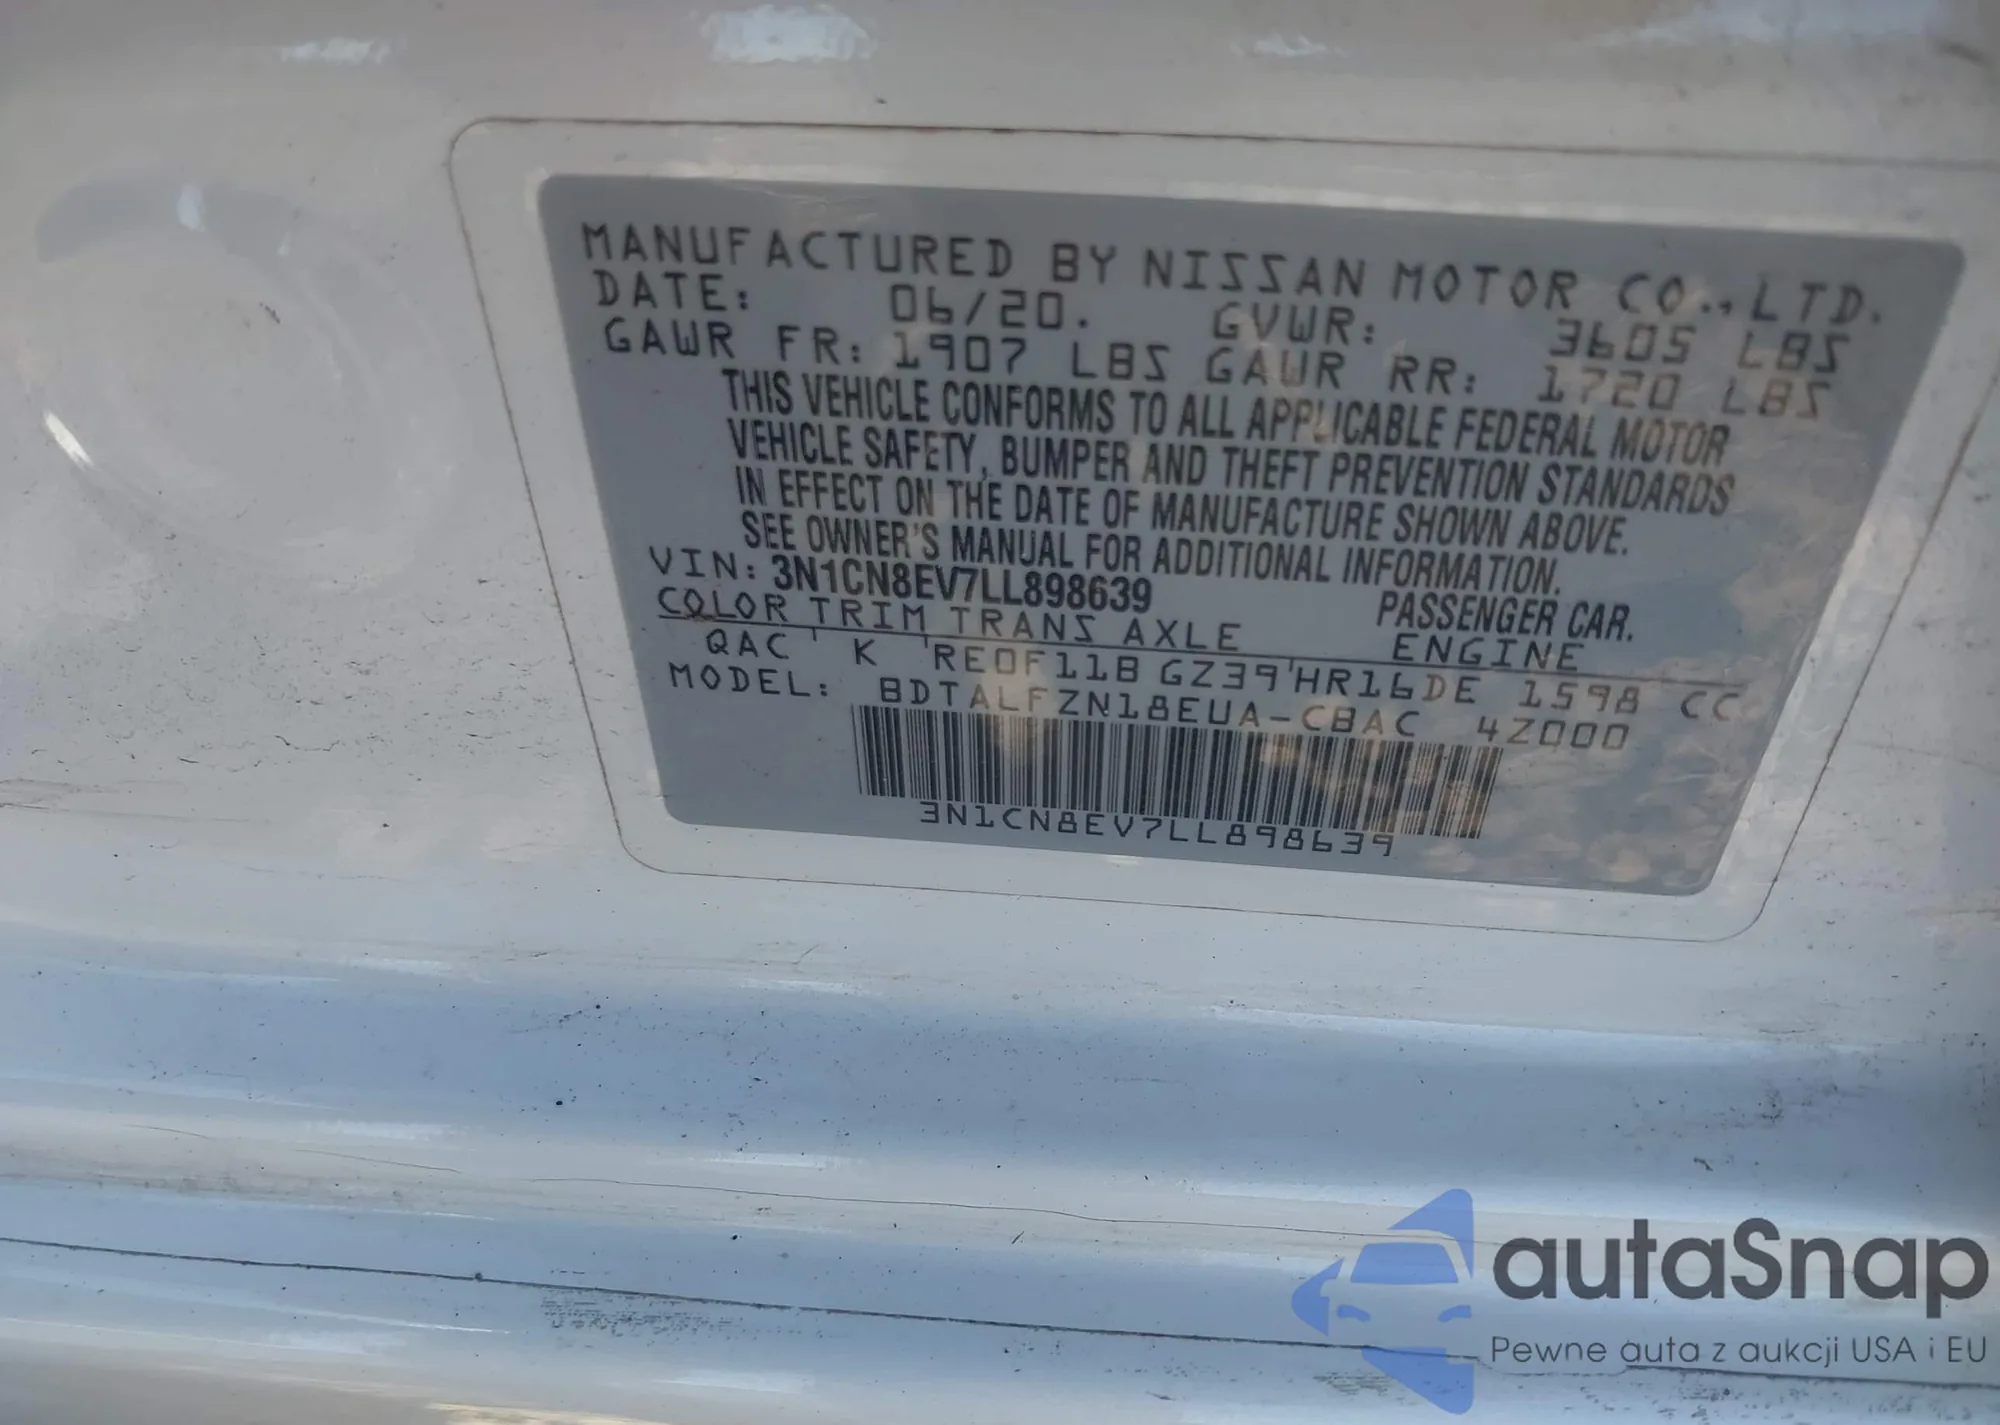 MANUFACTURED BY NISSAN MOTOR CO., LTD.
DATE: 06/20. GVWR: 3605 LBS
GAWR FR: 1907 LBS GAWR RR: 1720 LBS
THIS VEHICLE CONFORMS TO ALL APPLICABLE FEDERAL MOTOR
VEHICLE SAFETY, BUMPER AND THEFT PREVENTION STANDARDS
IN EFFECT ON THE DATE OF MANUFACTURE SHOWN ABOVE.
SEE OWNER'S MANUAL FOR ADDITIONAL INFORMATION.
VIN: 3N1CN8EV7LL898639 PASSENGER CAR.
COLOR TRIM TRANS AXLE ENGINE
QAC K RE0F11B GZ39 HR16DE 1598 CC
MODEL: BDTALFZN18EUA-CBAC 4Z000
3N1CN8EV7LL898639
autaSnap
Pewne auta z aukcji USA i EU